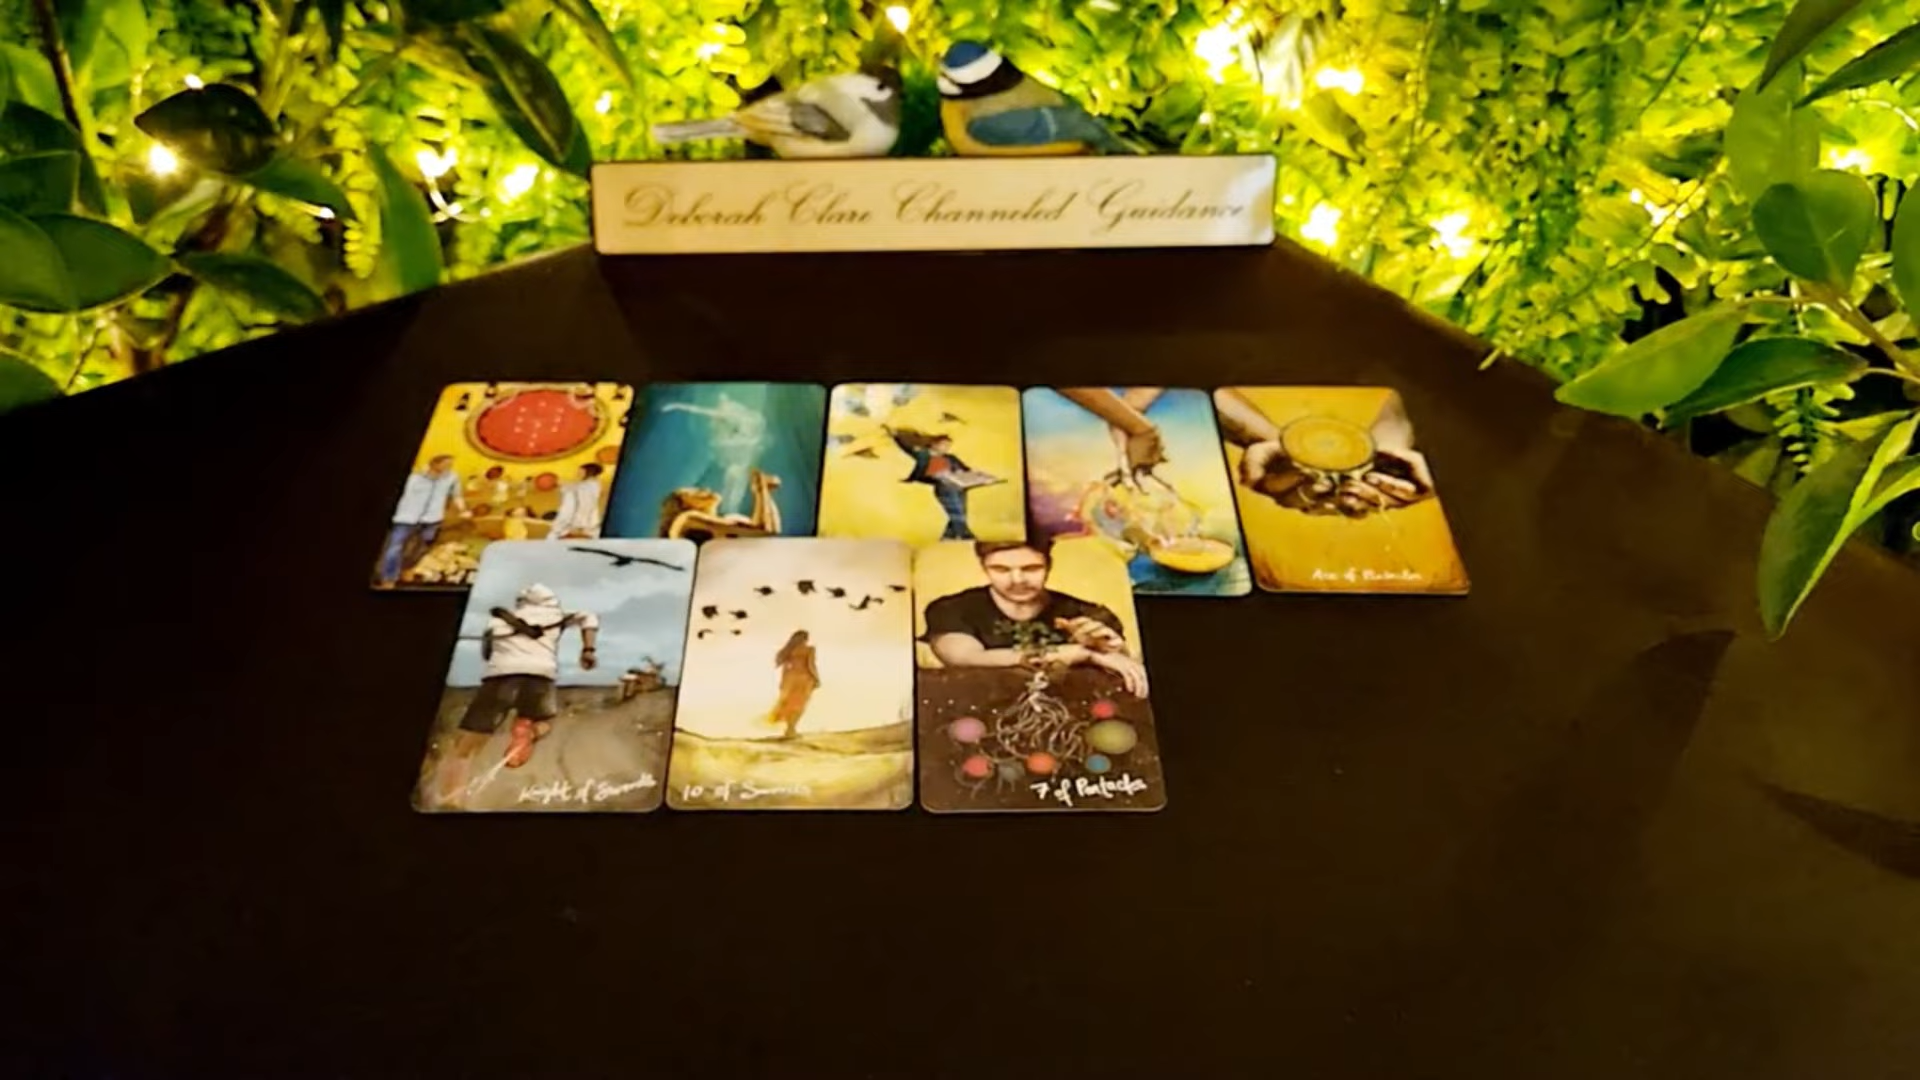 Deborah Clare Channeled Guidance
Ace of Pentacles
Knight of Swords
10 of Swords
7 of Pentacles